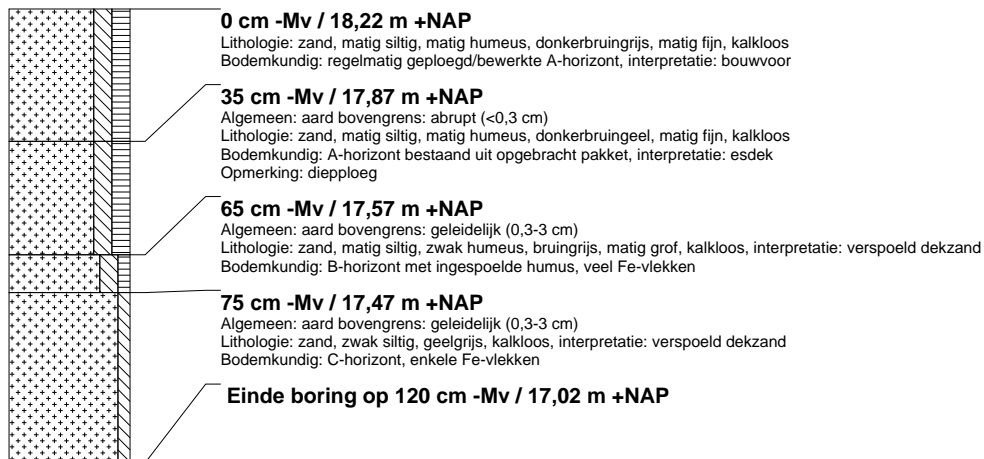 0 cm -Mv / 18,22 m +NAP
Lithologie: zand, matig siltig, matig humeus, donkerbruingrijs, matig fijn, kalkloos
Bodemkundig: regelmatig geploegd/bewerkte A-horizont, interpretatie: bouwvoor
35 cm -Mv / 17,87 m +NAP
Algemeen: aard bovengrens: abrupt (<0,3 cm)
Lithologie: zand, matig siltig, matig humeus, donkerbruingeel, matig fijn, kalkloos
Bodemkundig: A-horizont bestaand uit opgebracht pakket, interpretatie: esdek
Opmerking: diepploeg
65 cm -Mv / 17,57 m +NAP
Algemeen: aard bovengrens: geleidelijk (0,3-3 cm)
Lithologie: zand, matig siltig, zwak humeus, bruingrijs, matig grof, kalkloos, interpretatie: verspoeld dekzand
Bodemkundig: B-horizont met ingespoelde humus, veel Fe-vlekken
75 cm -Mv / 17,47 m +NAP
Algemeen: aard bovengrens: geleidelijk (0,3-3 cm)
Lithologie: zand, zwak siltig, geelgrijs, kalkloos, interpretatie: verspoeld dekzand
Bodemkundig: C-horizont, enkele Fe-vlekken
Einde boring op 120 cm -Mv / 17,02 m +NAP